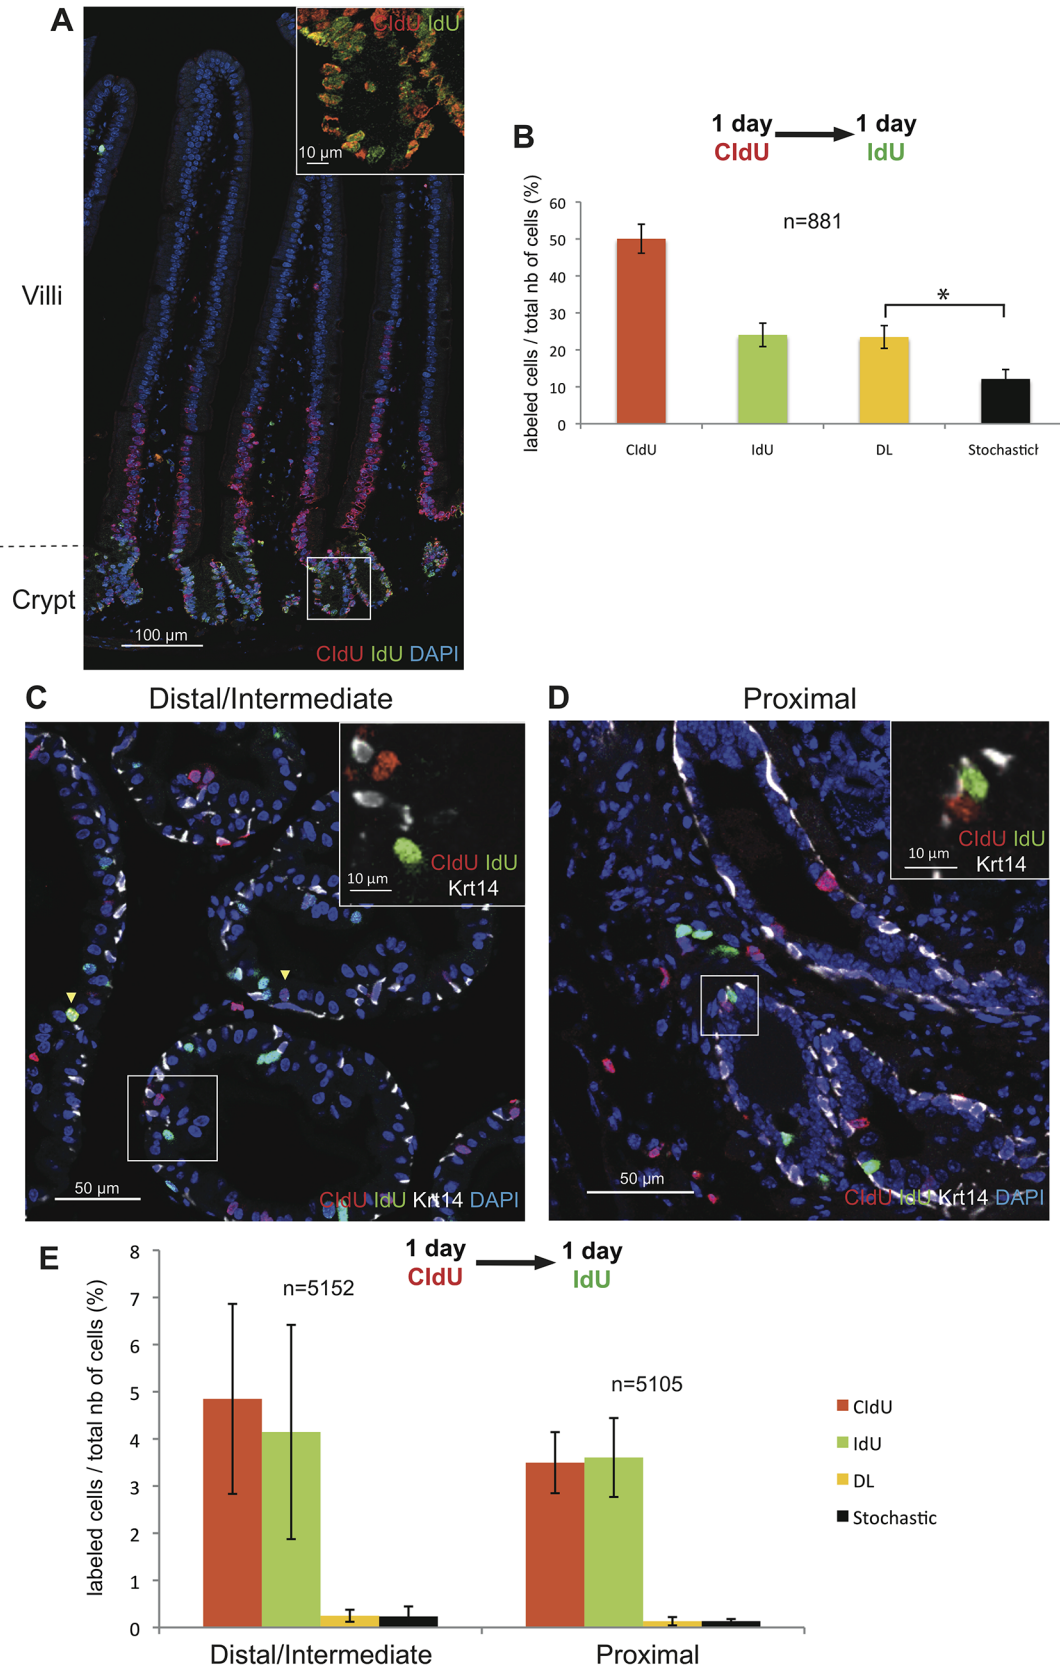 A
CldU IdU
10 µm
Villi
Crypt
100 µm
CldU IdU DAPI
B
1 day
1 day
CldU
IdU
labeled cells / total nb of cells (%)
n=881
*
60
50
40
30
20
10
0
CldU
IdU
DL
Stochastic
C
Distal/Intermediate
CldU IdU
10 µm
Krt14
50 µm
CldU IdU Krt14 DAPI
D
Proximal
CldU IdU
10 µm
Krt14
50 µm
CldU IdU Krt14 DAPI
E
1 day
1 day
CldU
IdU
labeled cells / total nb of cells (%)
n=5152
n=5105
8
7
6
5
4
3
2
1
0
Distal/Intermediate
Proximal
CldU
IdU
DL
Stochastic